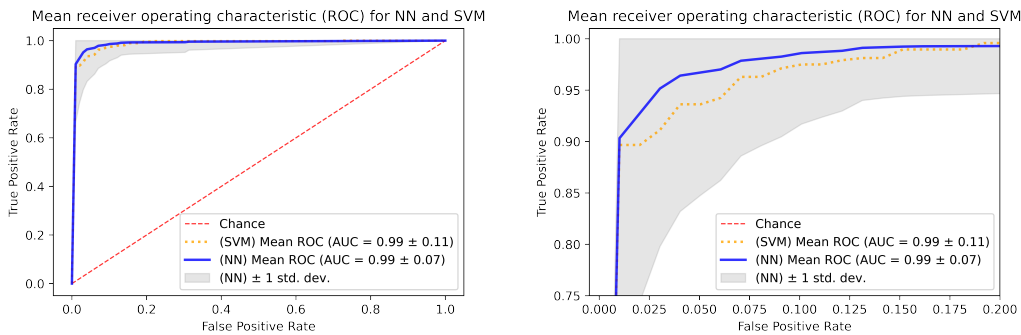 Mean receiver operating characteristic (ROC) for NN and SVM
1.0
0.8
0.6
0.4
0.2
0.0
True Positive Rate
Chance
(SVM) Mean ROC (AUC = 0.99 ± 0.11)
(NN) Mean ROC (AUC = 0.99 ± 0.07)
(NN) ± 1 std. dev.
0.0 0.2 0.4 0.6 0.8 1.0
False Positive Rate
Mean receiver operating characteristic (ROC) for NN and SVM
1.00
0.95
0.90
0.85
0.80
0.75
True Positive Rate
Chance
(SVM) Mean ROC (AUC = 0.99 ± 0.11)
(NN) Mean ROC (AUC = 0.99 ± 0.07)
(NN) ± 1 std. dev.
0.000 0.025 0.050 0.075 0.100 0.125 0.150 0.175 0.200
False Positive Rate